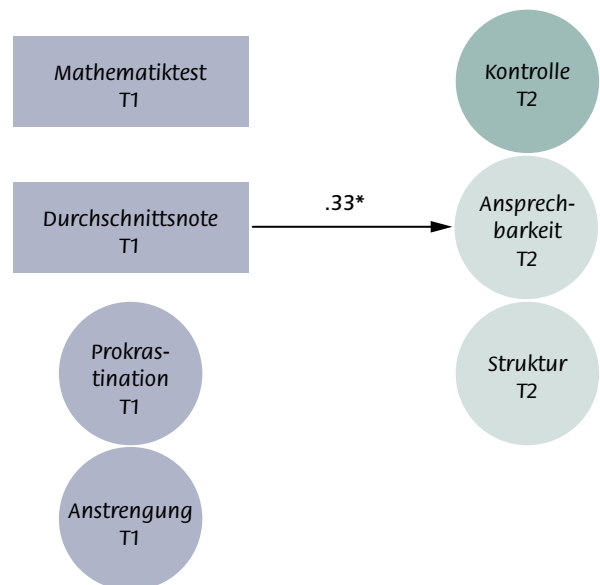 Mathematiktest
T1
Kontrolle
T2
Durchschnittsnote
T1
.33*
Ansprech-
barkeit
T2
Prokras-
tination
T1
Struktur
T2
Anstrengung
T1